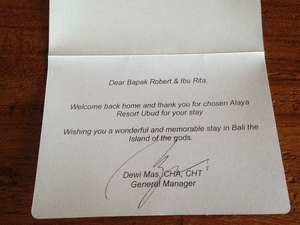 Dear Bapak Robert & Ibu Rita,
Welcome back home and thank you for chosen Alaya
Resort Ubud for your stay
Wishing you a wonderful and memorable stay in Bali the
Island of the gods.
Dewi Mas, CHA, CHT
General Manager